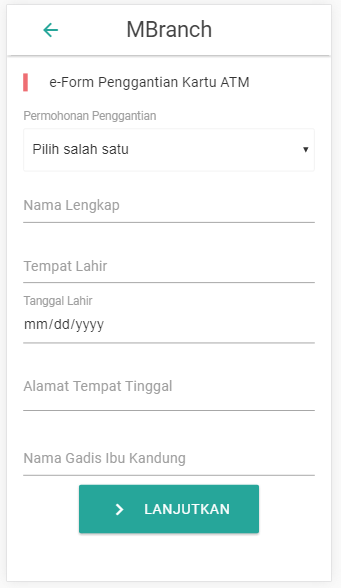 MBranch
e-Form Penggantian Kartu ATM
Permohonan Penggantian
Pilih salah satu
Nama Lengkap
Tempat Lahir
Tanggal Lahir
mm/dd/yyyy
Alamat Tempat Tinggal
Nama Gadis Ibu Kandung
LANJUTKAN